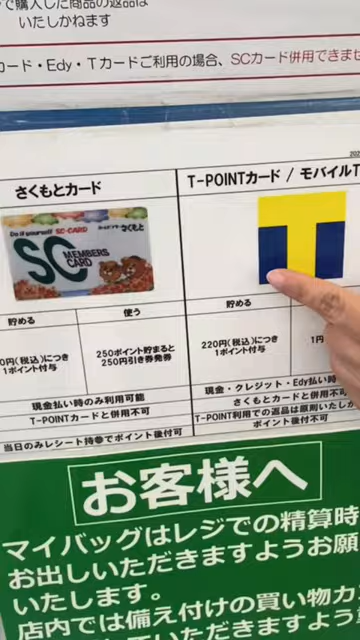 で購入した商品の返品は
いたしかねます
カード・Edy・Tカードご利用の場合、SCカード併用できませ
さくもとカード
T-POINTカード / モバイルT
Do it yourself SC-CARD
さくもと
SC MEMBERS CARD
T
貯める
使う
貯める
0円(税込)につき
1ポイント付与
250ポイント貯まると
250円引き券発券
220円(税込)につき
1ポイント付与
1円
現金払い時のみ利用可能
T-POINTカードと併用不可
当日のみレシート持参でポイント後付可
現金・クレジット・Edy払い時
さくもとカードと併用不
T-POINT利用での返品は原則いたしか
ポイント後付不可
お客様へ
マイバッグはレジでの精算時
お出しいただきますようお願
いたします。
店内では備え付けの買い物カ